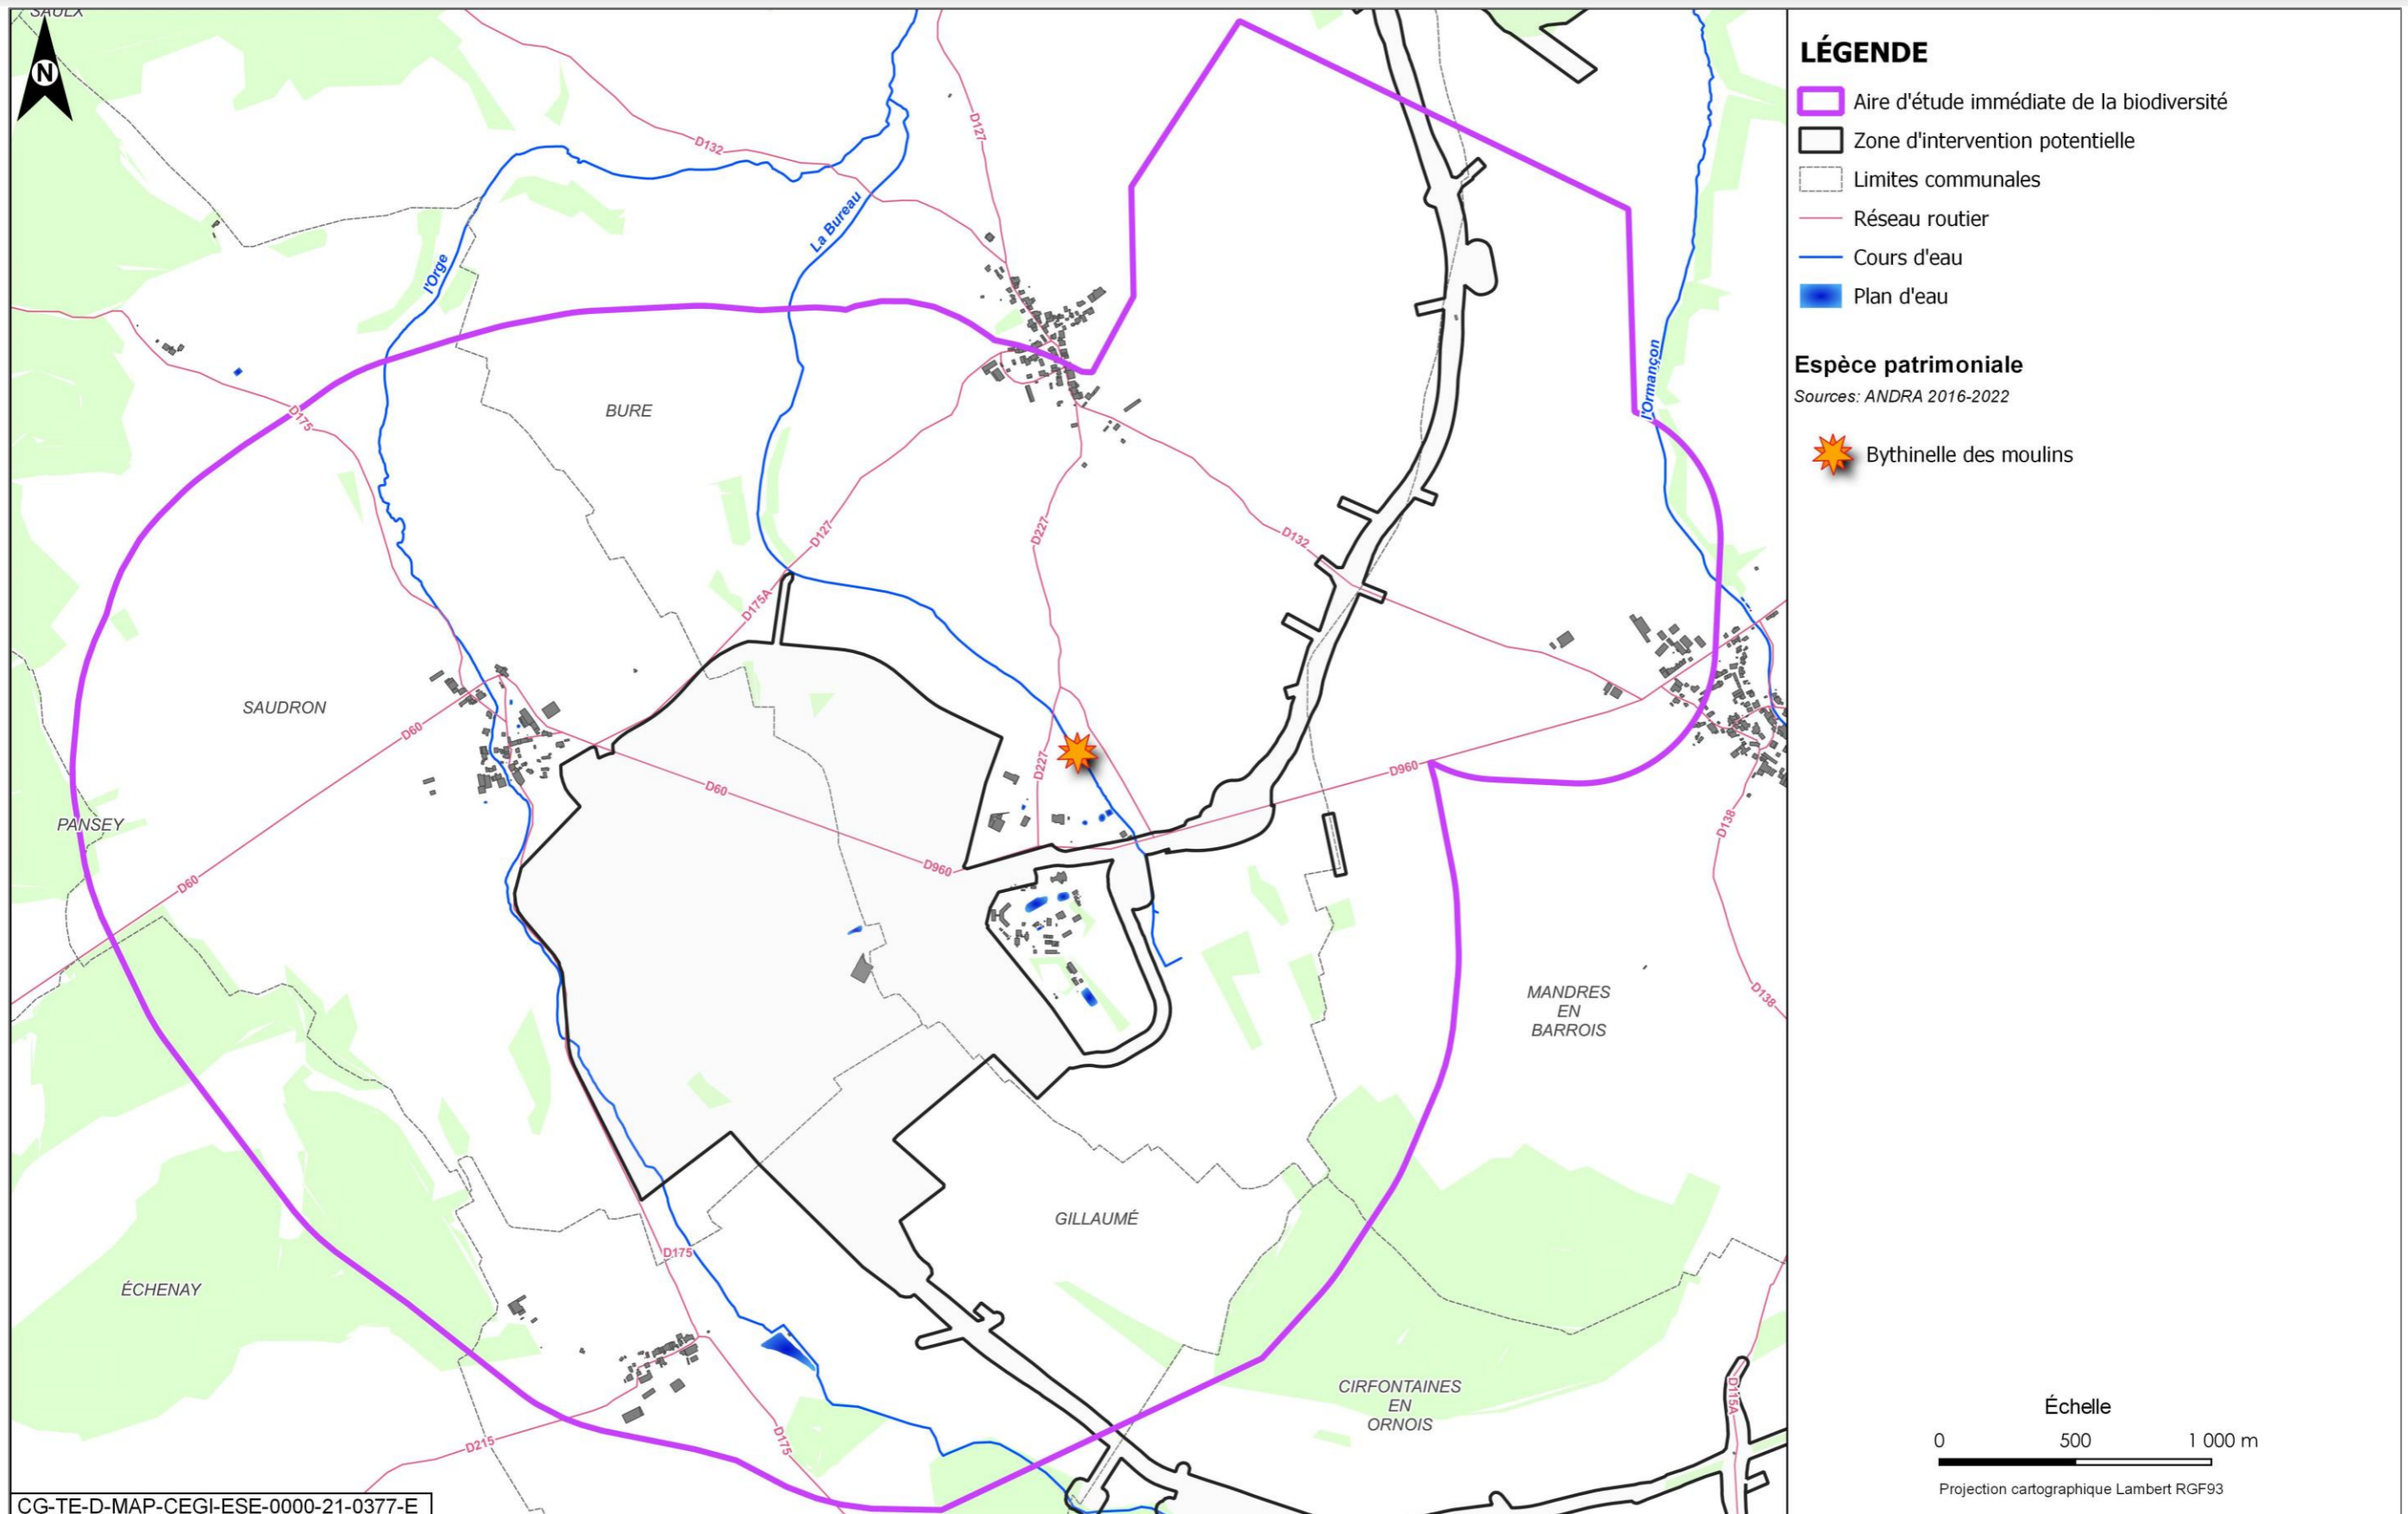 SAULX
N
D132
D127
La Bureau
l'Orge
D175
BURE
l'Ormançon
D127
D227
D132
D175A
SAUDRON
D60
D227
D960
D60
PANSEY
D138
D960
D60
MANDRES
EN
BARROIS
D138
GILLAUMÉ
D175
ÉCHENAY
CIRFONTAINES
EN
ORNOIS
D115A
D215
D175
CG-TE-D-MAP-CEGI-ESE-0000-21-0377-E
LÉGENDE
Aire d'étude immédiate de la biodiversité
Zone d'intervention potentielle
Limites communales
Réseau routier
Cours d'eau
Plan d'eau
Espèce patrimoniale
Sources: ANDRA 2016-2022
Bythinelle des moulins
Échelle
0 500 1 000 m
Projection cartographique Lambert RGF93